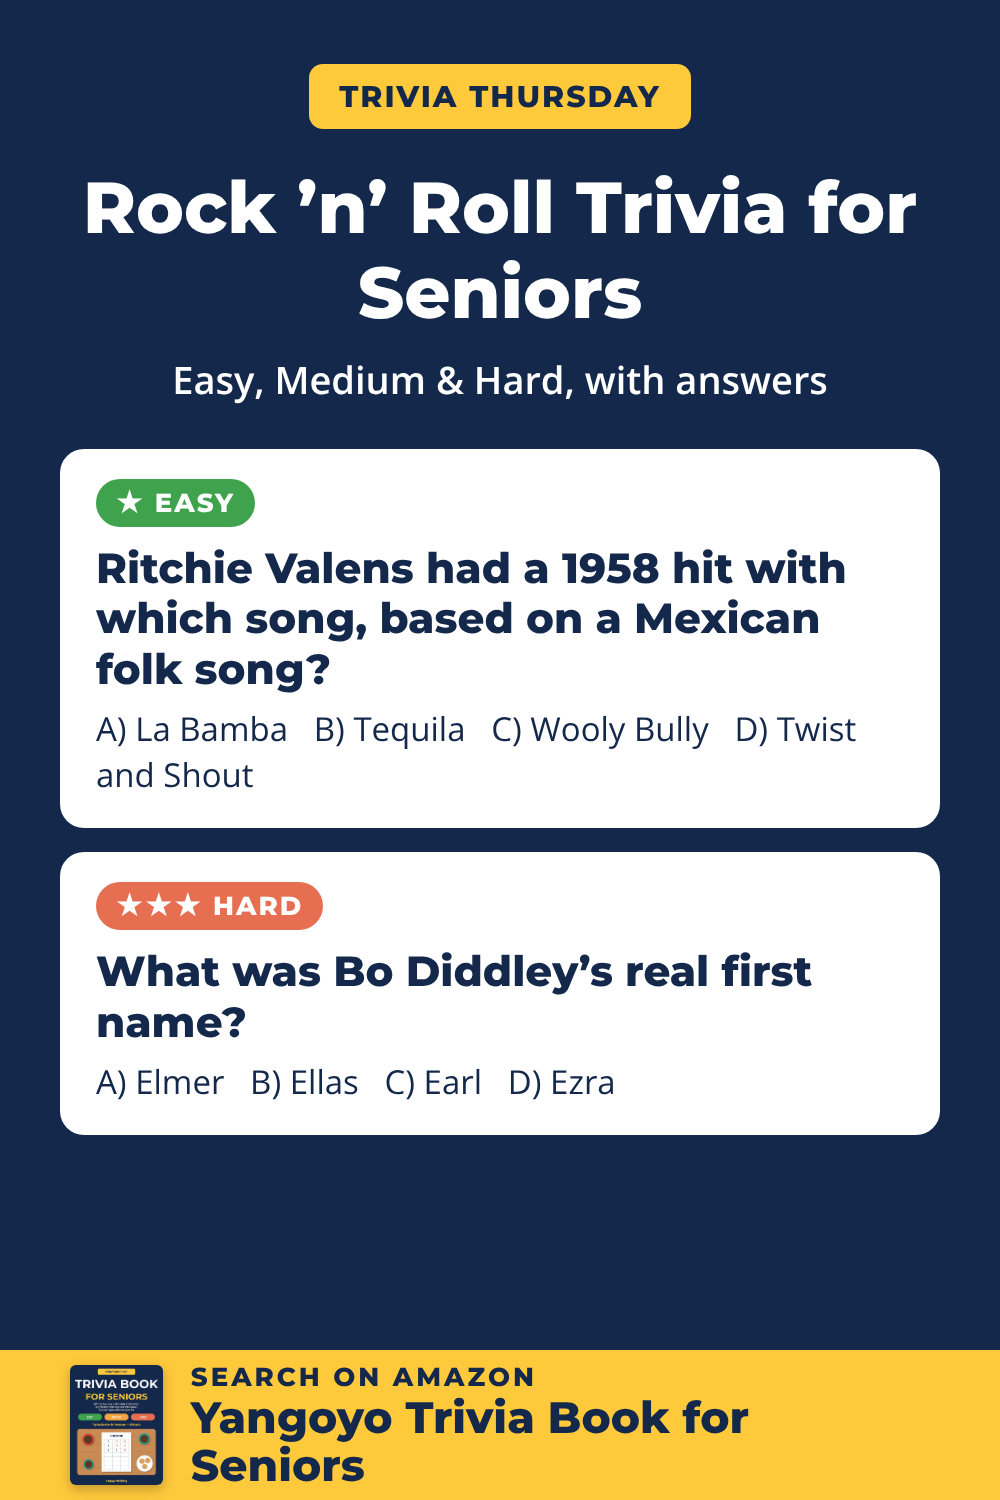 TRIVIA THURSDAY
Rock ’n’ Roll Trivia for
Seniors
Easy, Medium & Hard, with answers
★ EASY
Ritchie Valens had a 1958 hit with
which song, based on a Mexican
folk song?
A) La Bamba B) Tequila C) Wooly Bully D) Twist
and Shout
★★★ HARD
What was Bo Diddley’s real first
name?
A) Elmer B) Ellas C) Earl D) Ezra
TRIVIA BOOK
FOR SENIORS
SEARCH ON AMAZON
Yangoyo Trivia Book for
Seniors